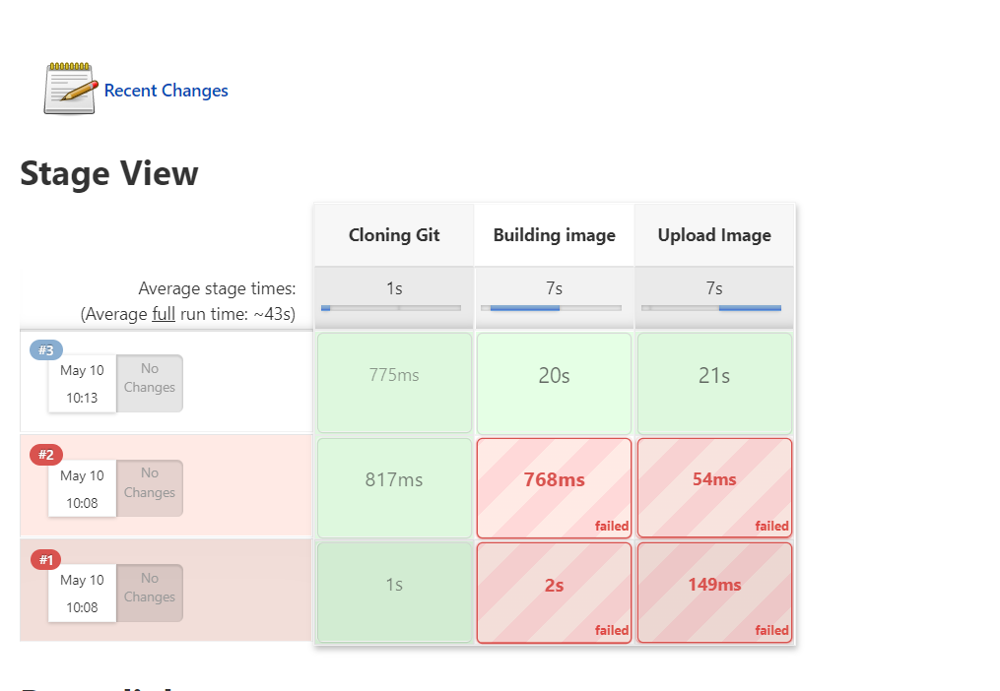 Recent Changes
Stage View
Cloning Git
Building image
Upload Image
Average stage times:
(Average full run time: ~43s)
1s
7s
7s
#3
May 10
10:13
No
Changes
775ms
20s
21s
#2
May 10
10:08
No
Changes
817ms
768ms
failed
54ms
failed
#1
May 10
10:08
No
Changes
1s
2s
failed
149ms
failed